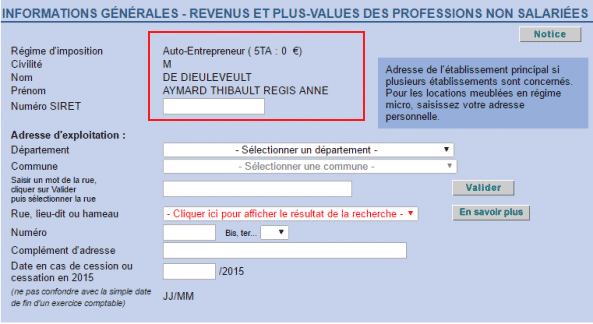 INFORMATIONS GÉNÉRALES - REVENUS ET PLUS-VALUES DES PROFESSIONS NON SALARIÉES
Notice
Régime d'imposition Auto-Entrepreneur ( 5TA : 0 €)
Civilité M
Nom DE DIEULEVEULT
Prénom AYMARD THIBAULT REGIS ANNE
Numéro SIRET
Adresse de l'établissement principal si
plusieurs établissements sont concernés.
Pour les locations meublées en régime
micro, saisissez votre adresse
personnelle.
Adresse d'exploitation :
Département - Sélectionner un département -
Commune - Sélectionner une commune -
Saisir un mot de la rue,
cliquer sur Valider
puis sélectionner la rue
Valider
Rue, lieu-dit ou hameau - Cliquer ici pour afficher le résultat de la recherche - En savoir plus
Numéro Bis, ter...
Complément d'adresse
Date en cas de cession ou
cessation en 2015 /2015
(ne pas confondre avec la simple date
de fin d'un exercice comptable) JJ/MM